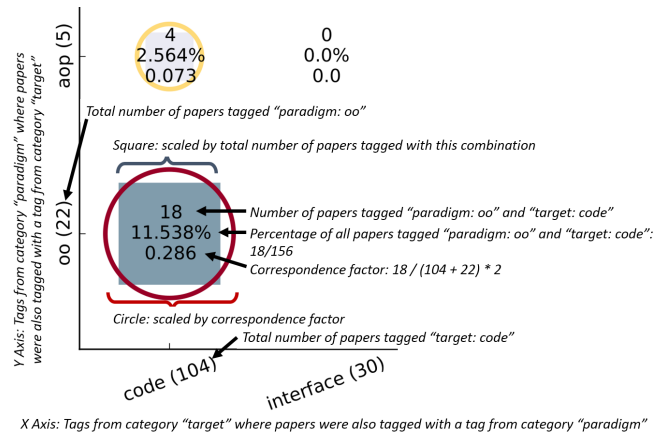 Y Axis: Tags from category “paradigm” where papers
were also tagged with a tag from category “target”
aop (5)
4
2.564%
0.073
0
0.0%
0.0
Total number of papers tagged “paradigm: oo”
Square: scaled by total number of papers tagged with this combination
oo (22)
18
11.538%
0.286
Number of papers tagged “paradigm: oo” and “target: code”
Percentage of all papers tagged “paradigm: oo” and “target: code”:
18/156
Correspondence factor: 18 / (104 + 22) * 2
Circle: scaled by correspondence factor
Total number of papers tagged “target: code”
code (104)
interface (30)
X Axis: Tags from category “target” where papers were also tagged with a tag from category “paradigm”